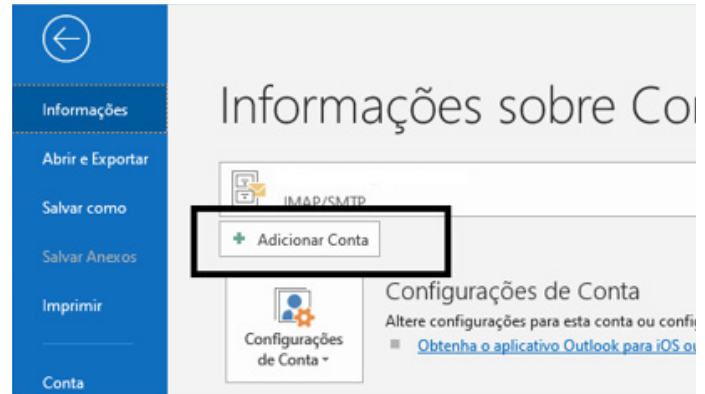 Informações
Abrir e Exportar
Salvar como
Salvar Anexos
Imprimir
Conta
Informações sobre Co
IMAP/SMTP
+ Adicionar Conta
Configurações
de Conta
Configurações de Conta
Altere configurações para esta conta ou confi
Obtenha o aplicativo Outlook para iOS ou